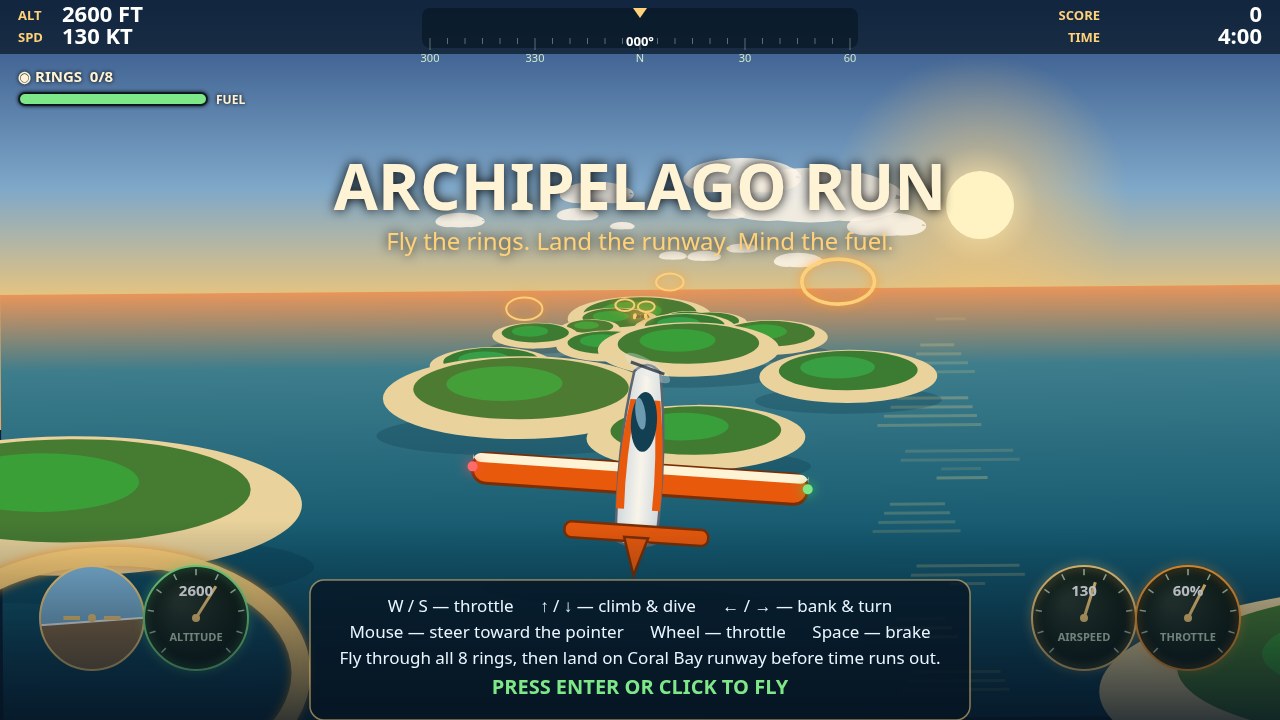 ALT 2600 FT
SPD 130 KT
000°
300 330 N 30 60
SCORE 0
TIME 4:00
◉ RINGS 0/8
FUEL
ARCHIPELAGO RUN
Fly the rings. Land the runway. Mind the fuel.
2600
ALTITUDE
130
AIRSPEED
60%
THROTTLE
W / S — throttle ↑ / ↓ — climb & dive ← / → — bank & turn
Mouse — steer toward the pointer Wheel — throttle Space — brake
Fly through all 8 rings, then land on Coral Bay runway before time runs out.
PRESS ENTER OR CLICK TO FLY